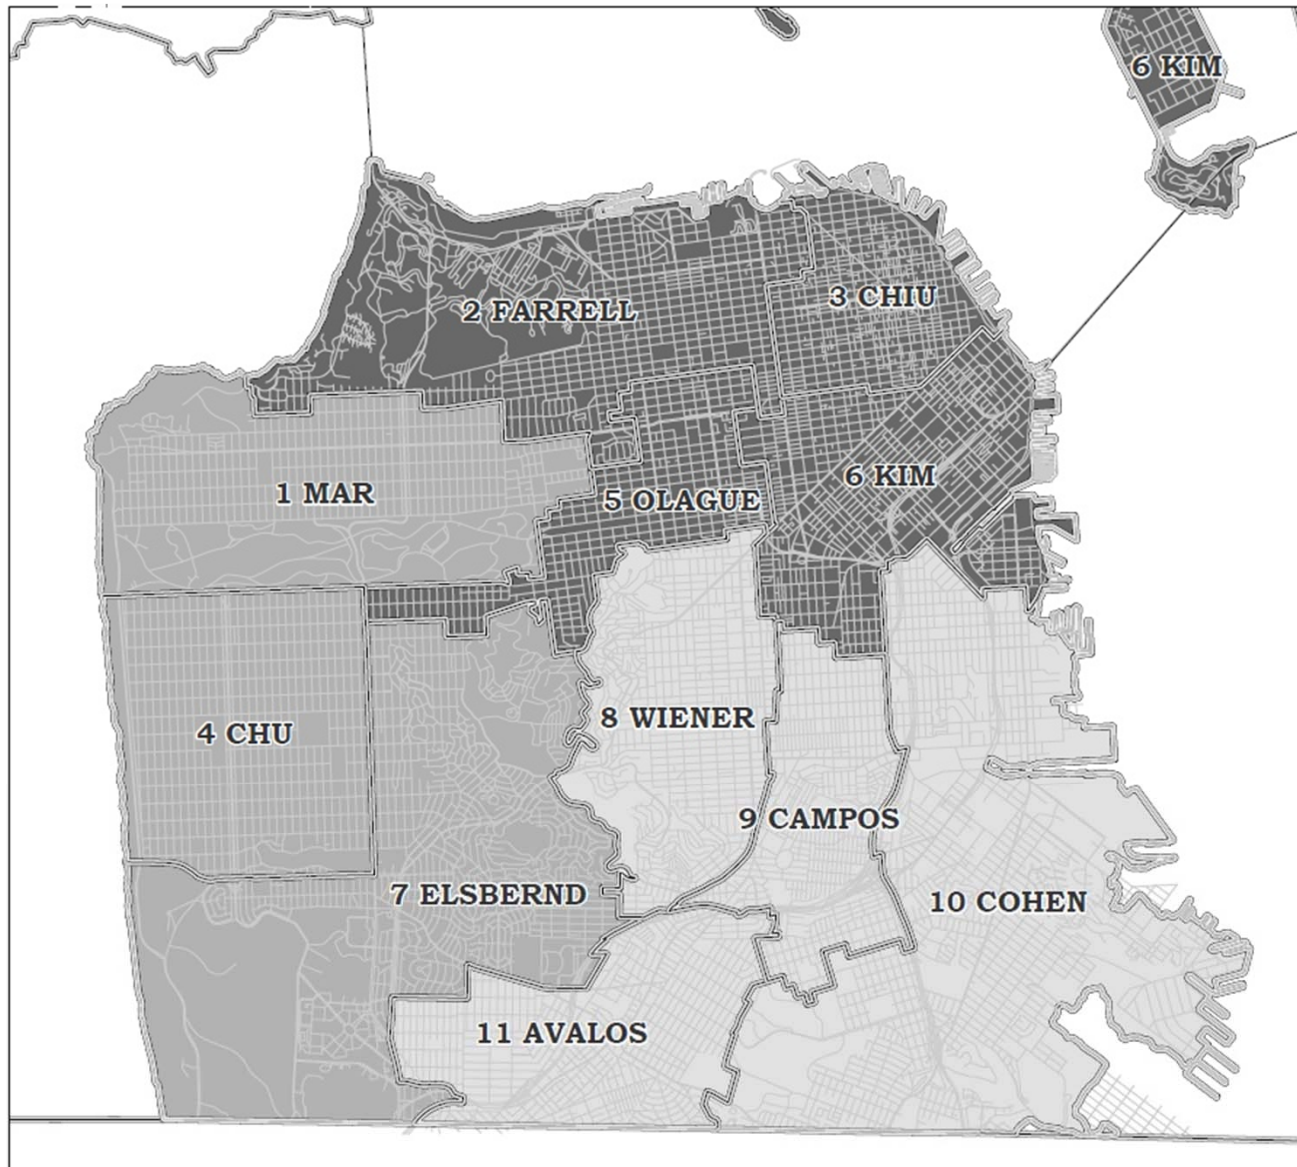 6 KIM
2 FARRELL
3 CHIU
1 MAR
5 OLAGUE
6 KIM
4 CHU
8 WIENER
9 CAMPOS
7 ELSBERND
10 COHEN
11 AVALOS